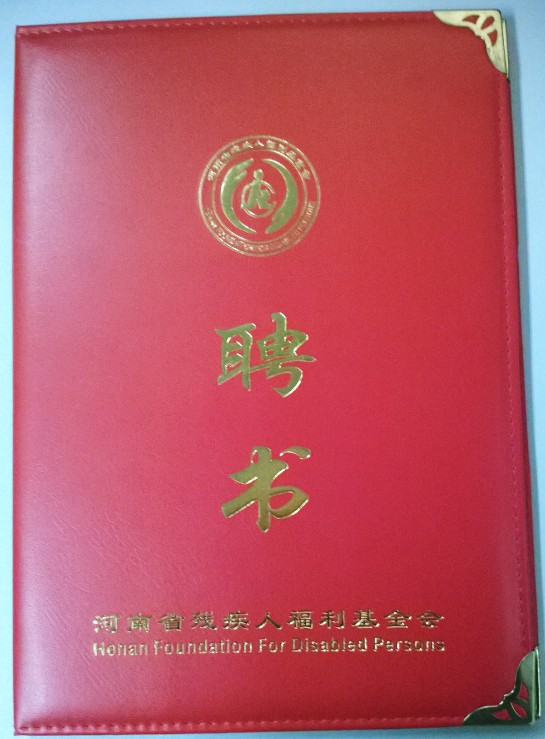 聘
书
河南省残疾人福利基金会
Henan Foundation For Disabled Persons